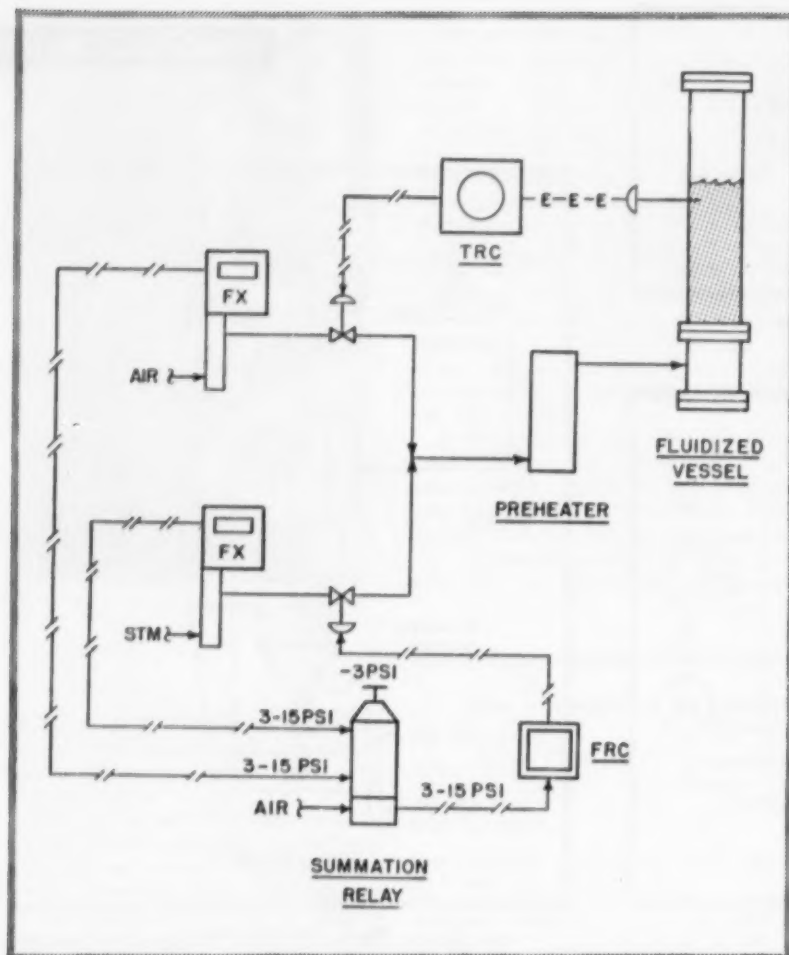 TRC
E-E-E
FX
AIR
FLUIDIZED
VESSEL
PREHEATER
FX
STM
-3PSI
3-15PSI
FRC
3-15 PSI
AIR
3-15 PSI
SUMMATION
RELAY